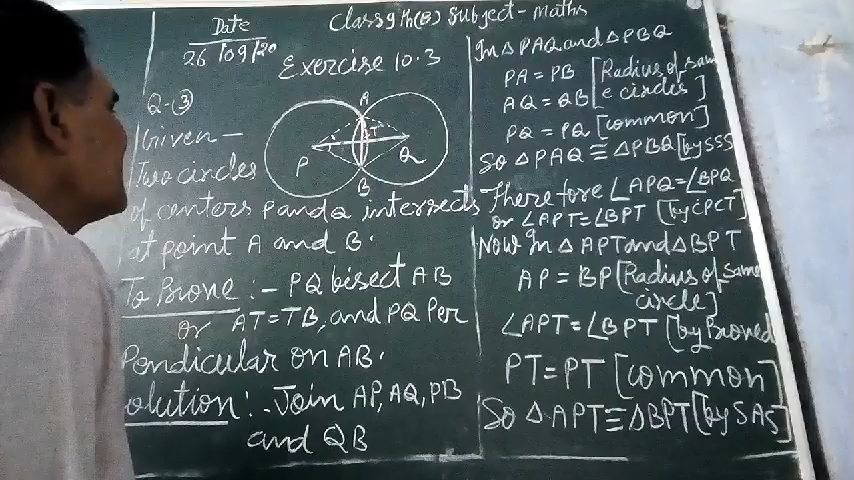 Date
26/09/20
Class 9th(B) Subject - Maths
Exercise 10.3
Q-3
Given -
Two circles
of centers P and Q intersects
at point A and B.
To Prove :- PQ bisect AB
or AT=TB, and PQ Per
Pendicular on AB.
olution :- Join AP, AQ, PB
and QB
A
P
T
Q
B
In △PAQ and △PBQ
PA = PB [Radius of sam
AQ = QB e circles]
PQ = PQ [common]
So △PAQ ≅ △PBQ [by SSS
Therefore ∠APQ=∠BPQ
or ∠APT=∠BPT [by CPCT]
Now In △APT and △BPT
AP = BP [Radius of same
circle]
∠APT=∠BPT [by Proved
PT=PT [common]
So △APT≅△BPT [by SAS]